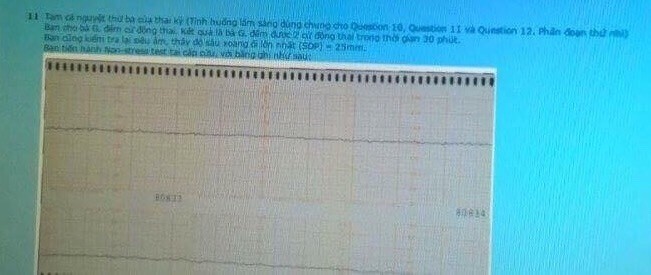 11 Tam cá nguyệt thứ ba của thai kỳ (Tình huống lâm sàng dùng chung cho Question 10, Question 11 và Question 12. Phân đoạn thứ nhì)
Bạn cho bà G. đếm cử động thai. Kết quả là bà G. đếm được 2 cử động thai trong thời gian 30 phút.
Bạn cũng kiểm tra lại siêu âm, thấy độ sâu xoang ối lớn nhất (SDP) = 25mm.
Bạn tiến hành Non-stress test tại cấp cứu, với băng ghi như sau:
80833
80834